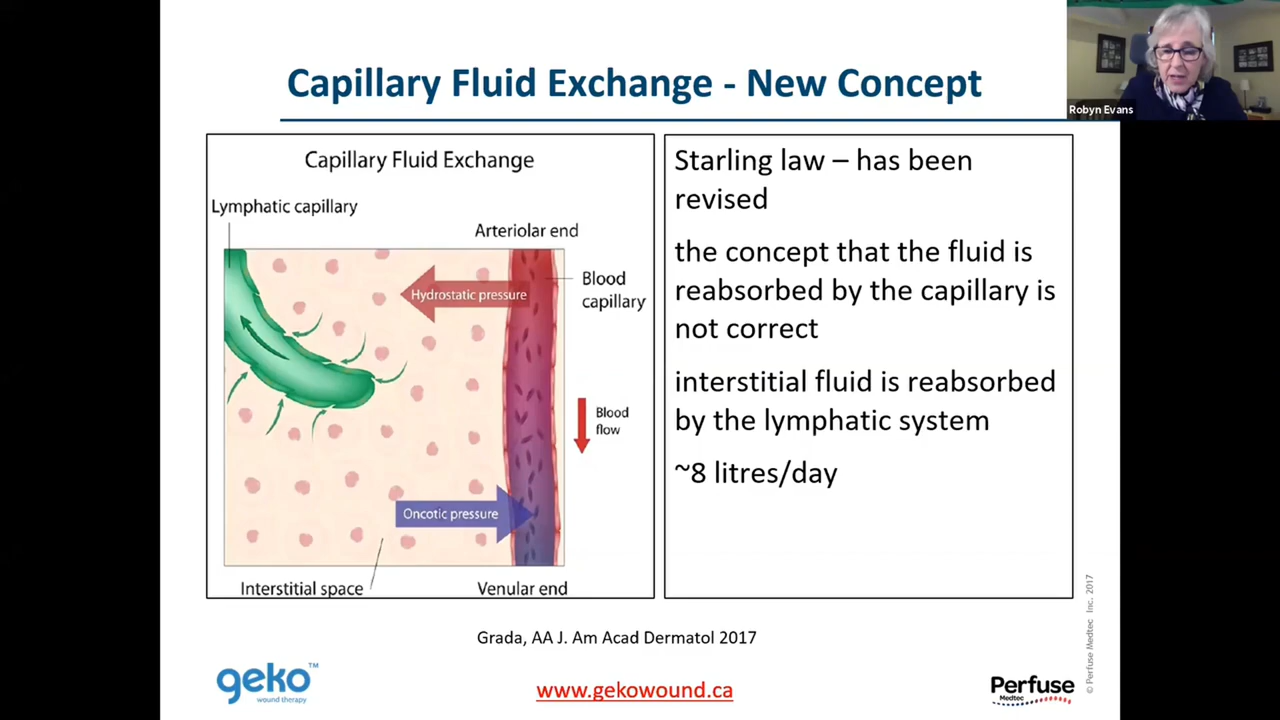 Robyn Evans
Capillary Fluid Exchange - New Concept
Capillary Fluid Exchange
Lymphatic capillary
Arteriolar end
Blood
capillary
Hydrostatic pressure
Blood
flow
Oncotic pressure
Interstitial space
Venular end
Starling law – has been
revised
the concept that the fluid is
reabsorbed by the capillary is
not correct
interstitial fluid is reabsorbed
by the lymphatic system
~8 litres/day
© Perfuse Medtec Inc. 2017
Grada, AA J. Am Acad Dermatol 2017
geko™
wound therapy
www.gekowound.ca
Perfuse
Medtec